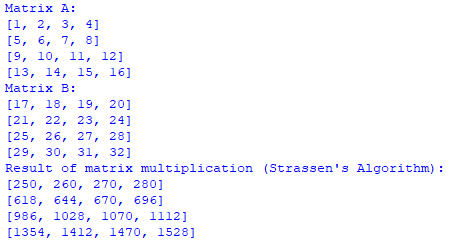 Matrix A:
[1, 2, 3, 4]
[5, 6, 7, 8]
[9, 10, 11, 12]
[13, 14, 15, 16]
Matrix B:
[17, 18, 19, 20]
[21, 22, 23, 24]
[25, 26, 27, 28]
[29, 30, 31, 32]
Result of matrix multiplication (Strassen's Algorithm):
[250, 260, 270, 280]
[618, 644, 670, 696]
[986, 1028, 1070, 1112]
[1354, 1412, 1470, 1528]